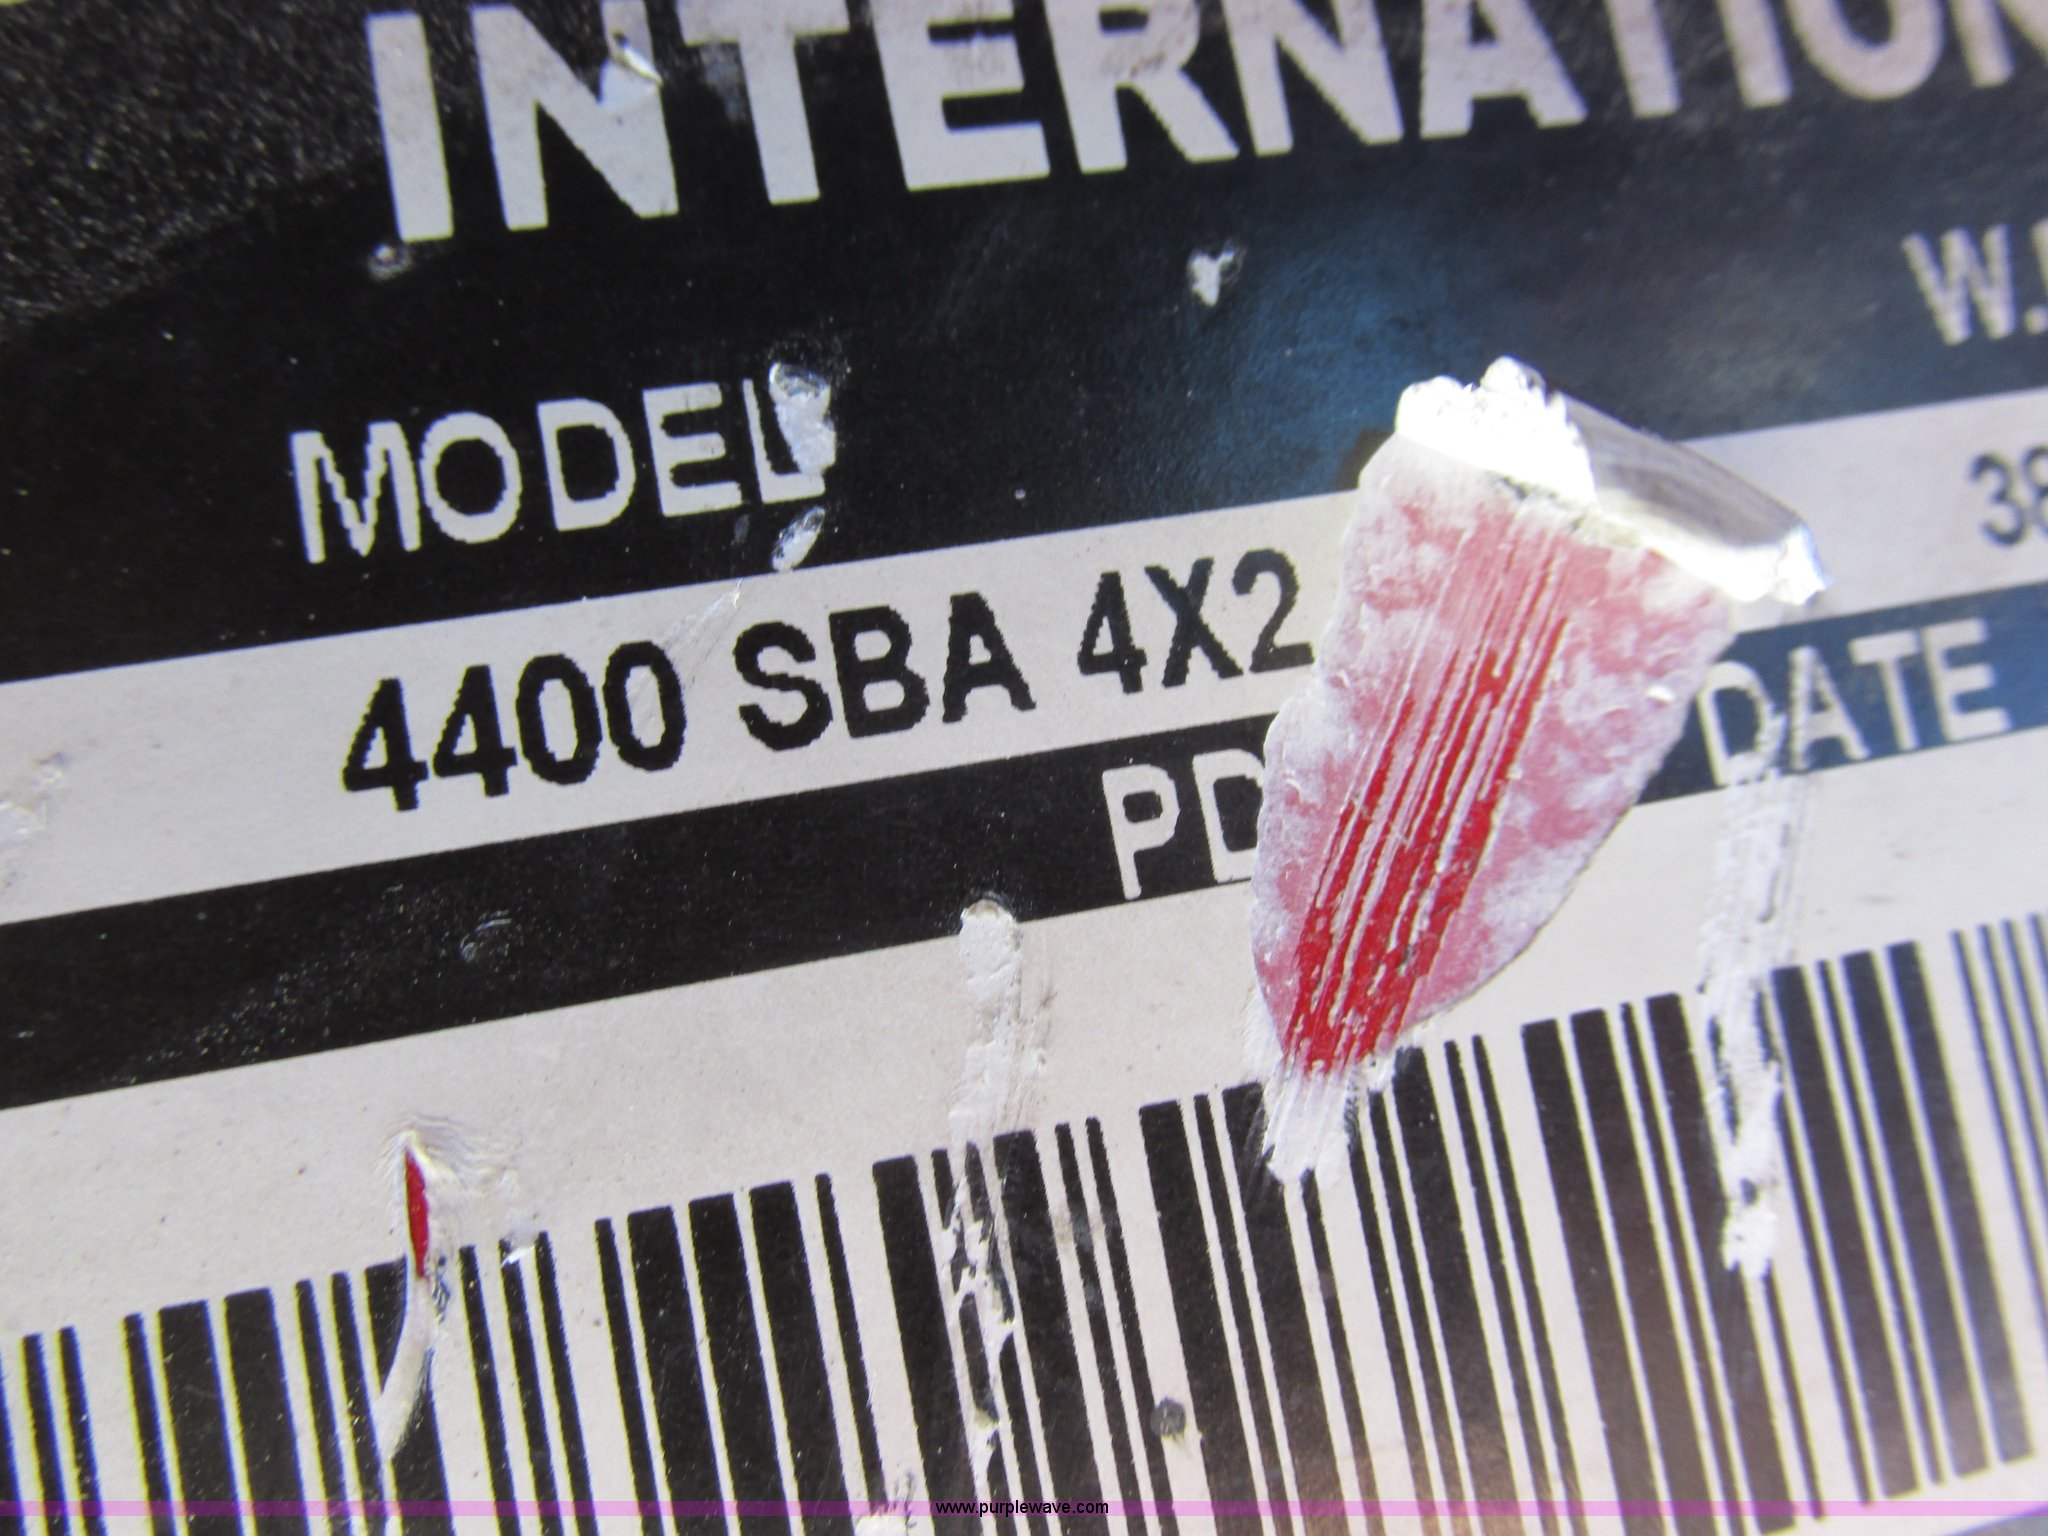 INTERNATION
MODEL W.
4400 SBA 4X2 38
PD DATE
www.purplewave.com